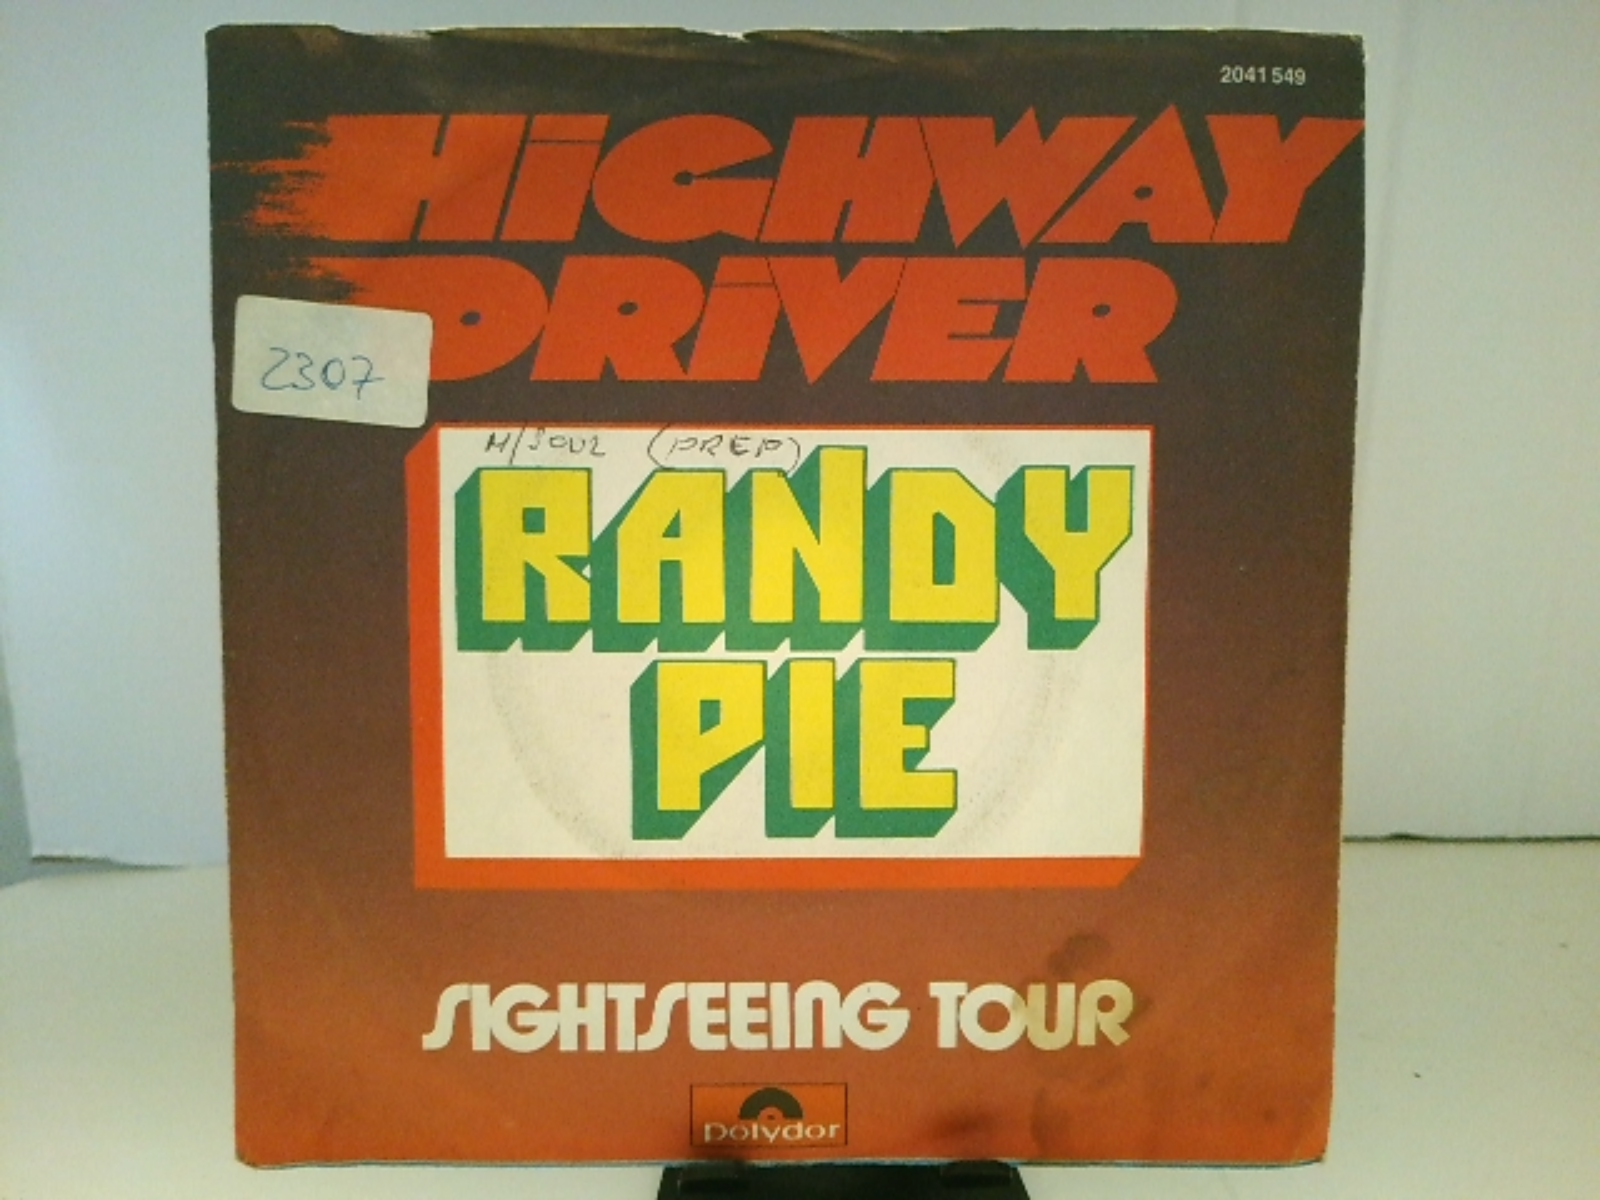 2041 549
HiGHWAY
DRiVER
2307
M/SOUL (PREP)
RANDY
PIE
SIGHTSEEING TOUR
polydor